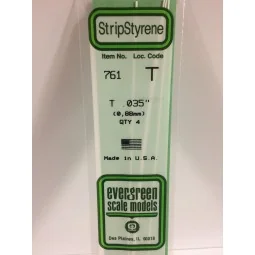 StripStyrene
Item No. Loc. Code
761 T
T .035"
(0,88mm)
QTY 4
Made in U.S.A.
evergreen
scale models
Des Plaines, IL 60018